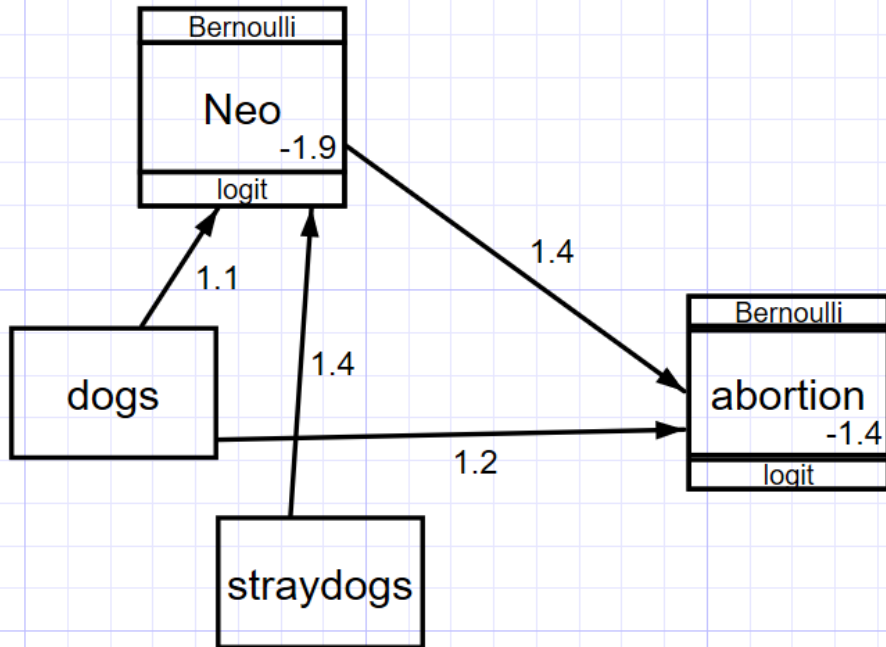 Bernoulli
Neo
-1.9
logit
1.4
1.1
Bernoulli
1.4
dogs
abortion
-1.4
1.2
logit
straydogs